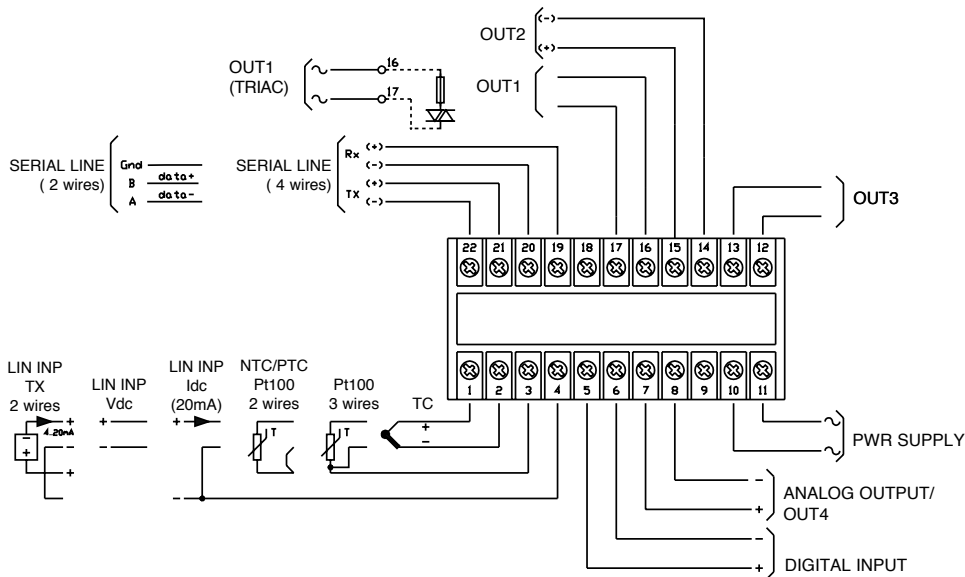 OUT2
(-)
(+)
OUT1
(TRIAC)
16
17
OUT1
SERIAL LINE
( 2 wires)
Gnd
B data+
A data-
SERIAL LINE
( 4 wires)
Rx (+)
(-)
(+)
TX (-)
OUT3
22 21 20 19 18 17 16 15 14 13 12
1 2 3 4 5 6 7 8 9 10 11
LIN INP
TX
2 wires
LIN INP
Vdc
LIN INP
Idc
(20mA)
NTC/PTC
Pt100
2 wires
Pt100
3 wires
TC
+
4..20mA
-
+
-
+
+
-
+
-
T
T
+
-
PWR SUPPLY
-
+
ANALOG OUTPUT/
OUT4
-
+
DIGITAL INPUT